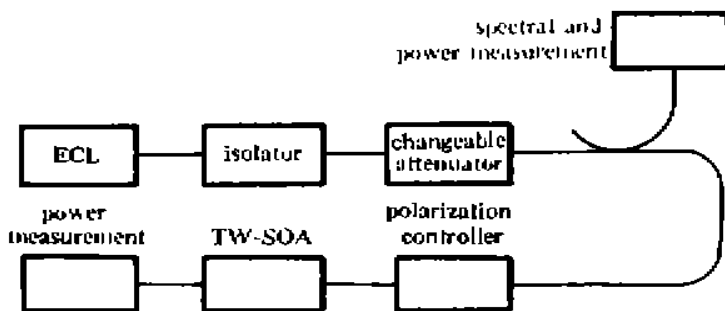 spectral and
power measurement
ECL
isolator
changeable
attenuator
power
measurement
TW-SOA
polarization
controller